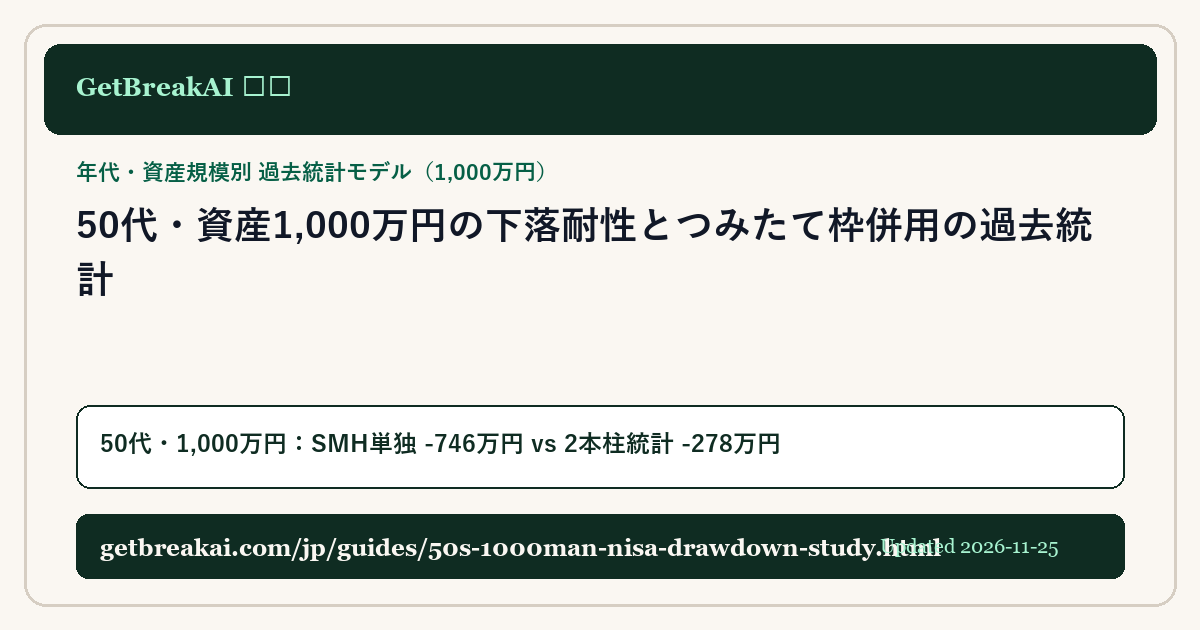 GetBreakAI □□
年代・資産規模別 過去統計モデル（1,000万円）
50代・資産1,000万円の下落耐性とつみたて枠併用の過去統
計
50代・1,000万円：SMH単独 -746万円 vs 2本柱統計 -278万円
getbreakai.com/jp/guides/50s-1000man-nisa-drawdown-study.html
Updated 2026-11-25